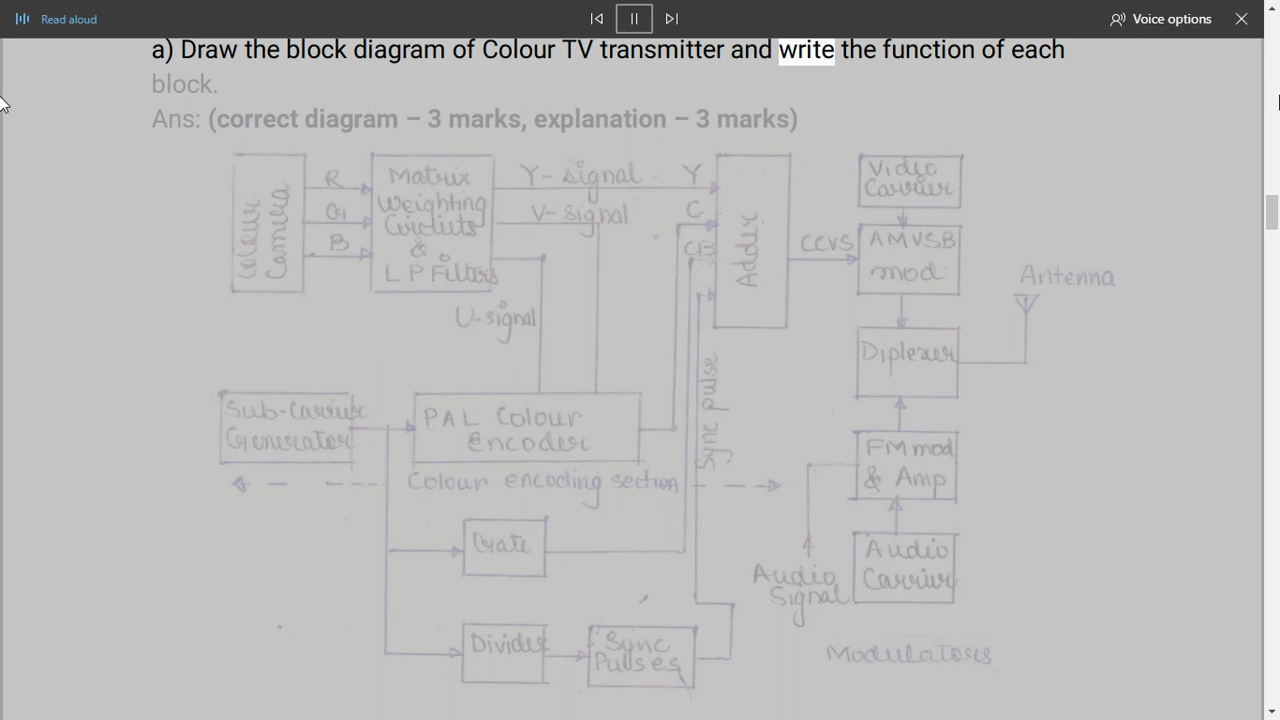 Read aloud
Voice options
a) Draw the block diagram of Colour TV transmitter and write the function of each
block.
Ans: (correct diagram – 3 marks, explanation – 3 marks)
Colour
Camera
R
G
B
Matrix
Weighting
Circuits
&
LP Filters
Y- signal
V- signal
U-signal
Y
C
Adder
CCVS
Video
Carrier
AMVSB
mod
Antenna
Diplexer
Sub-Carrier
Generator
PAL Colour
encoder
Colour encoding section
Sync pulse
FM mod
& Amp
Gate
Audio
Signal
Audio
Carrier
Divider
Sync
Pulses
Modulators